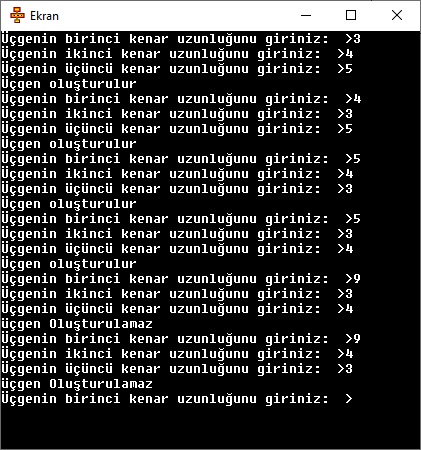 Ekran
Üçgenin birinci kenar uzunluğunu giriniz:  >3
Üçgenin ikinci kenar uzunluğunu giriniz:  >4
Üçgenin üçüncü kenar uzunluğunu giriniz:  >5
Üçgen oluşturulur
Üçgenin birinci kenar uzunluğunu giriniz:  >4
Üçgenin ikinci kenar uzunluğunu giriniz:  >3
Üçgenin üçüncü kenar uzunluğunu giriniz:  >5
Üçgen oluşturulur
Üçgenin birinci kenar uzunluğunu giriniz:  >5
Üçgenin ikinci kenar uzunluğunu giriniz:  >4
Üçgenin üçüncü kenar uzunluğunu giriniz:  >3
Üçgen oluşturulur
Üçgenin birinci kenar uzunluğunu giriniz:  >5
Üçgenin ikinci kenar uzunluğunu giriniz:  >3
Üçgenin üçüncü kenar uzunluğunu giriniz:  >4
Üçgen oluşturulur
Üçgenin birinci kenar uzunluğunu giriniz:  >9
Üçgenin ikinci kenar uzunluğunu giriniz:  >3
Üçgenin üçüncü kenar uzunluğunu giriniz:  >4
üçgen Oluşturulamaz
Üçgenin birinci kenar uzunluğunu giriniz:  >9
Üçgenin ikinci kenar uzunluğunu giriniz:  >4
Üçgenin üçüncü kenar uzunluğunu giriniz:  >3
üçgen Oluşturulamaz
Üçgenin birinci kenar uzunluğunu giriniz:  >